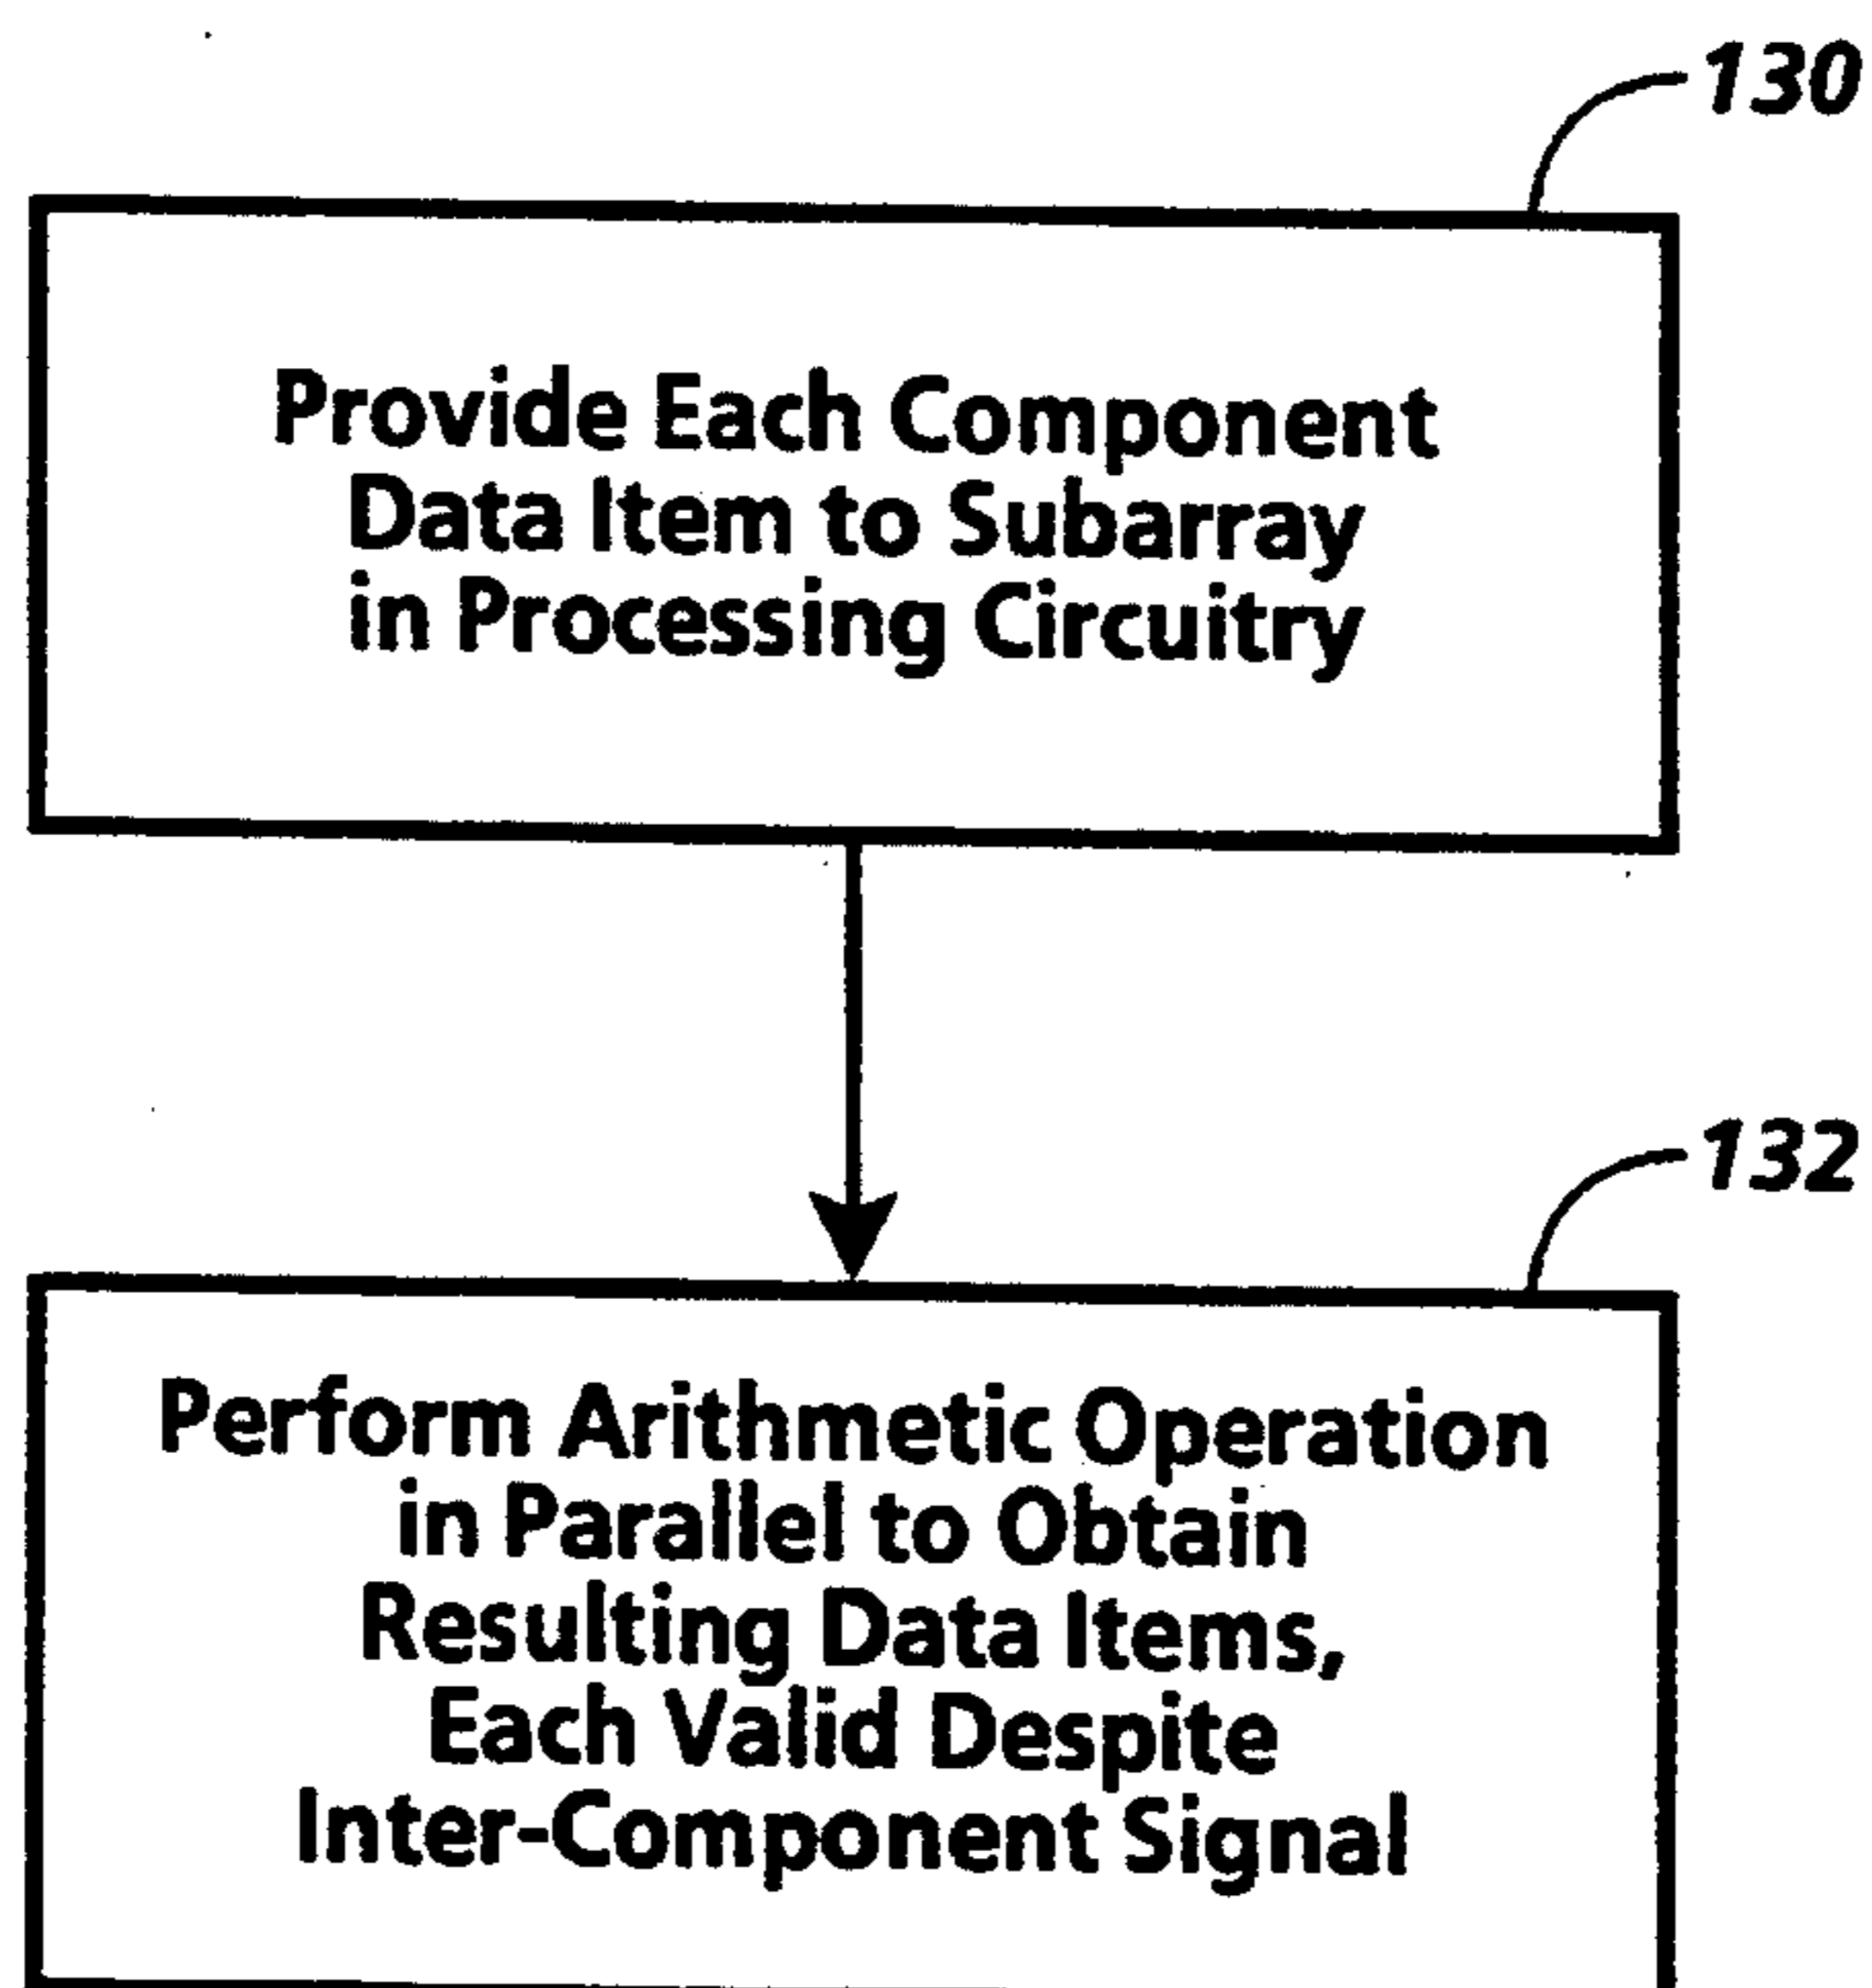 130
Provide Each Component
Data Item to Subarray
in Processing Circuitry
132
Perform Arithmetic Operation
in Parallel to Obtain
Resulting Data Items,
Each Valid Despite
Inter-Component Signal